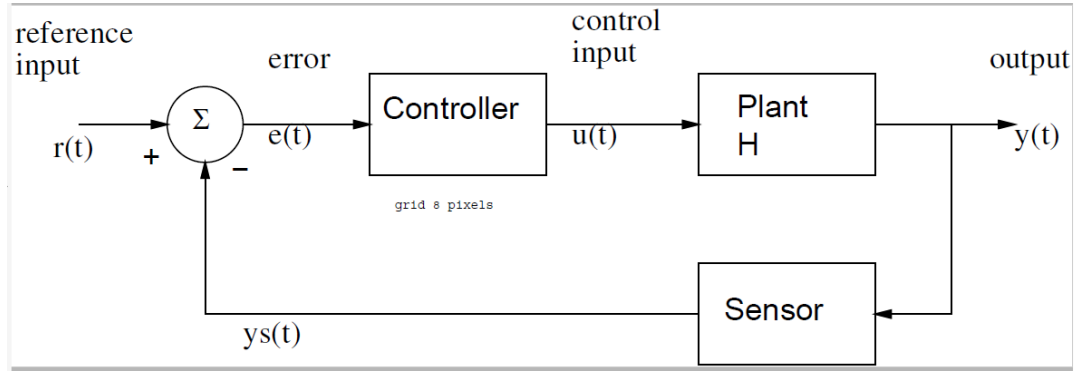 reference
input
error
control
input
output
Σ
Controller
Plant
H
r(t)
+
−
e(t)
u(t)
y(t)
grid 8 pixels
Sensor
ys(t)